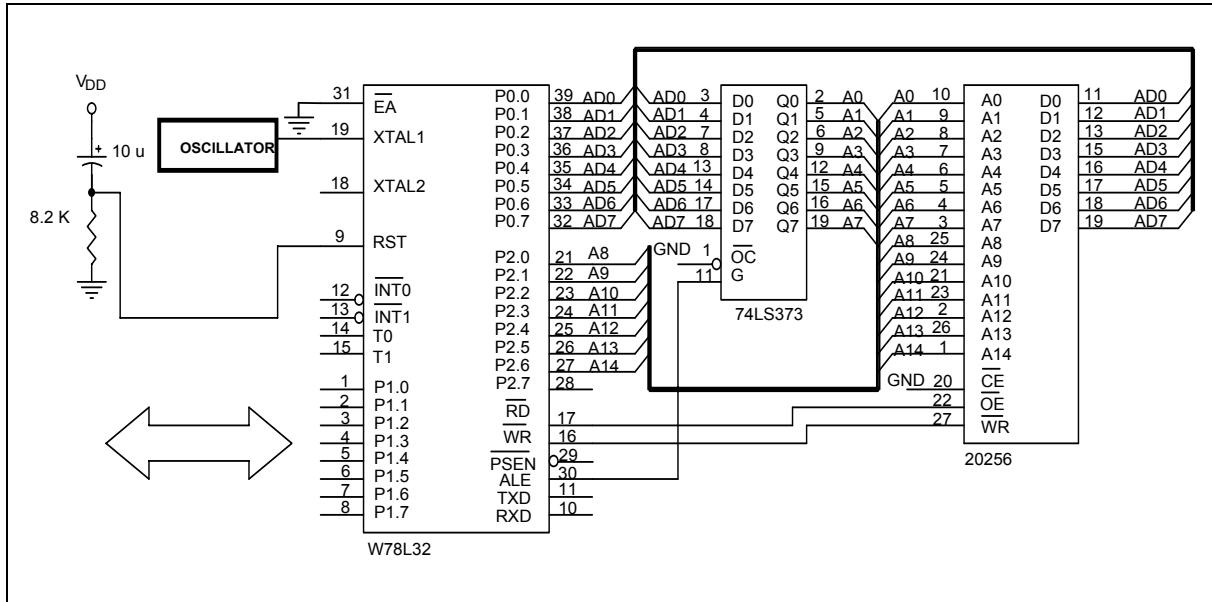 VDD
10 u
8.2 K
OSCILLATOR
31 EA
19 XTAL1
18 XTAL2
9 RST
12 INT0
13 INT1
14 T0
15 T1
1 P1.0
2 P1.1
3 P1.2
4 P1.3
5 P1.4
6 P1.5
7 P1.6
8 P1.7
P0.0 39 AD0
P0.1 38 AD1
P0.2 37 AD2
P0.3 36 AD3
P0.4 35 AD4
P0.5 34 AD5
P0.6 33 AD6
P0.7 32 AD7
P2.0 21 A8
P2.1 22 A9
P2.2 23 A10
P2.3 24 A11
P2.4 25 A12
P2.5 26 A13
P2.6 27 A14
P2.7 28
RD 17
WR 16
PSEN 29
ALE 30
TXD 11
RXD 10
W78L32
AD0 3 D0 Q0 2 A0
AD1 4 D1 Q1 5 A1
AD2 7 D2 Q2 6 A2
AD3 8 D3 Q3 9 A3
AD4 13 D4 Q4 12 A4
AD5 14 D5 Q5 15 A5
AD6 17 D6 Q6 16 A6
AD7 18 D7 Q7 19 A7
GND 1 OC
11 G
74LS373
A0 10 A0 D0 11 AD0
A1 9 A1 D1 12 AD1
A2 8 A2 D2 13 AD2
A3 7 A3 D3 15 AD3
A4 6 A4 D4 16 AD4
A5 5 A5 D5 17 AD5
A6 4 A6 D6 18 AD6
A7 3 A7 D7 19 AD7
A8 25 A8
A9 24 A9
A10 21 A10
A11 23 A11
A12 2 A12
A13 26 A13
A14 1 A14
GND 20 CE
22 OE
27 WR
20256